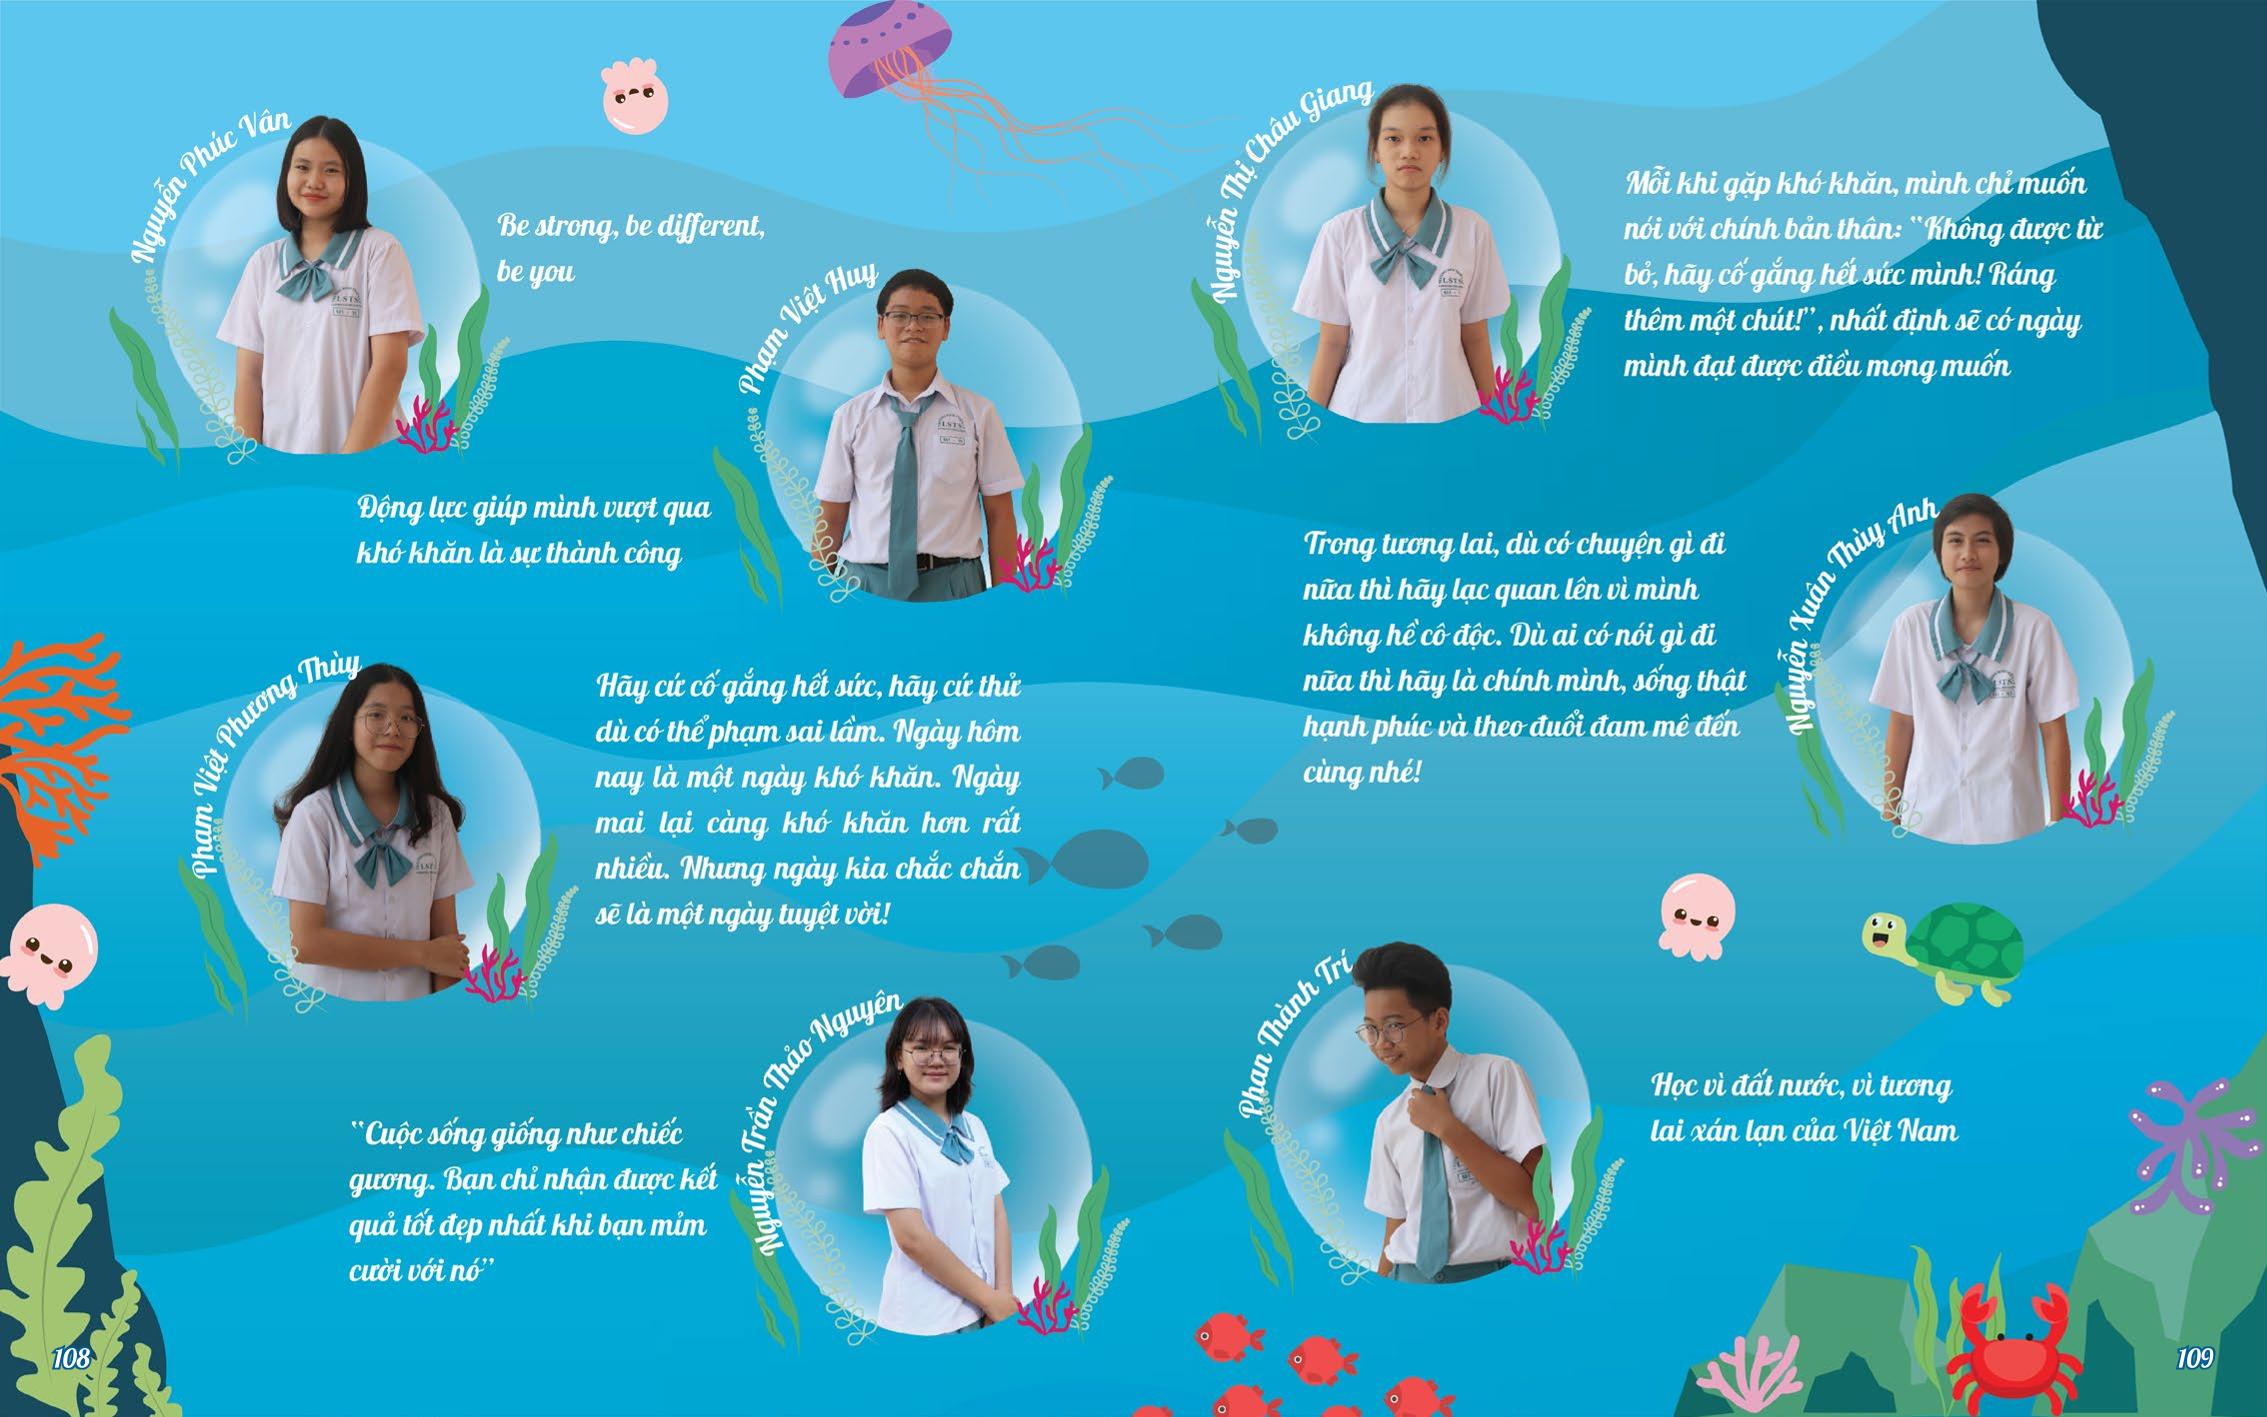 Nguyễn Phúc Vân
Be strong, be different,
be you
Phạm Việt Huy
Động lực giúp mình vượt qua
khó khăn là sự thành công
Phạm Việt Phương Thùy
Hãy cứ cố gắng hết sức, hãy cứ thử
dù có thể phạm sai lầm. Ngày hôm
nay là một ngày khó khăn. Ngày
mai lại càng khó khăn hơn rất
nhiều. Nhưng ngày kia chắc chắn
sẽ là một ngày tuyệt vời!
Nguyễn Trần Thảo Nguyên
“Cuộc sống giống như chiếc
gương. Bạn chỉ nhận được kết
quả tốt đẹp nhất khi bạn mỉm
cười với nó”
108
Nguyễn Thị Châu Giang
Mỗi khi gặp khó khăn, mình chỉ muốn
nói với chính bản thân: “Không được từ
bỏ, hãy cố gắng hết sức mình! Ráng
thêm một chút!”, nhất định sẽ có ngày
mình đạt được điều mong muốn
Nguyễn Xuân Thùy Anh
Trong tương lai, dù có chuyện gì đi
nữa thì hãy lạc quan lên vì mình
không hề cô độc. Dù ai có nói gì đi
nữa thì hãy là chính mình, sống thật
hạnh phúc và theo đuổi đam mê đến
cùng nhé!
Phan Thành Trí
Học vì đất nước, vì tương
lai xán lạn của Việt Nam
109